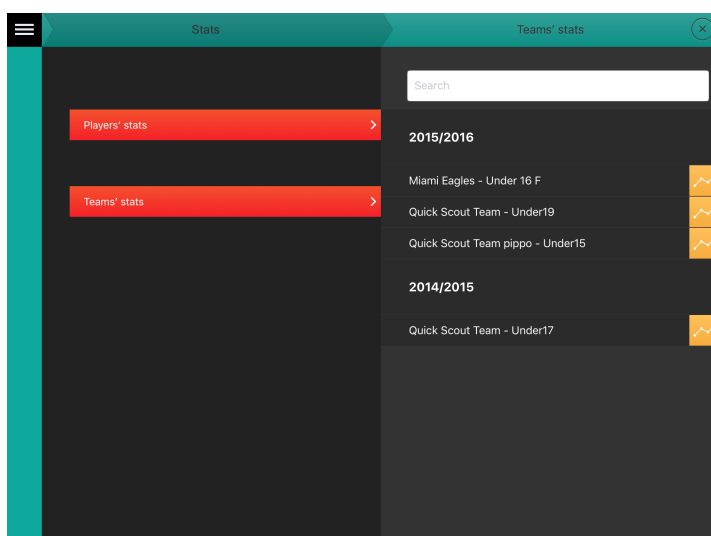 Stats
Teams' stats
Search
Players' stats
2015/2016
Miami Eagles - Under 16 F
Teams' stats
Quick Scout Team - Under19
Quick Scout Team pippo - Under15
2014/2015
Quick Scout Team - Under17